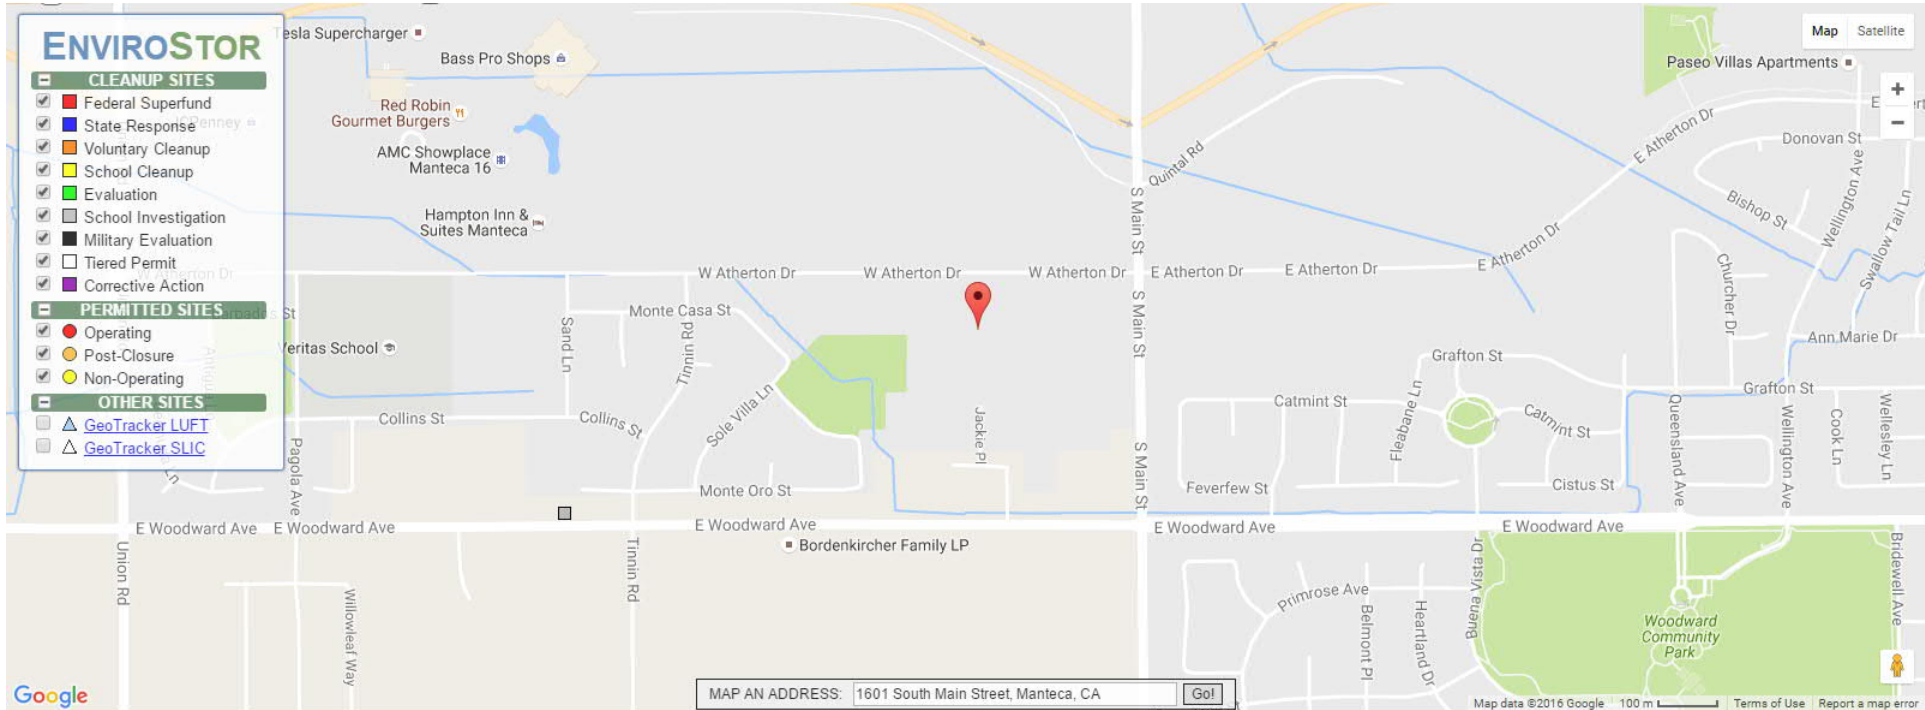 ENVIROSTOR
CLEANUP SITES
Federal Superfund
State Response
Voluntary Cleanup
School Cleanup
Evaluation
School Investigation
Military Evaluation
Tiered Permit
Corrective Action
PERMITTED SITES
Operating
Post-Closure
Non-Operating
OTHER SITES
GeoTracker LUFT
GeoTracker SLIC
Tesla Supercharger
Bass Pro Shops
Red Robin
Gourmet Burgers
AMC Showplace
Manteca 16
Hampton Inn &
Suites Manteca
Map Satellite
+
−
Paseo Villas Apartments
E Atherton Dr
Donovan St
Quintal Rd
S Main St
Bishop St
Wellington Ave
Swallow Tail Ln
E Atherton Dr
W Atherton Dr
W Atherton Dr
W Atherton Dr
E Atherton Dr
E Atherton Dr
Churcher Dr
Monte Casa St
S Main St
Sand Ln
Tinnin Rd
Veritas School
Ann Marie Dr
Grafton St
Grafton St
Sole Villa Ln
Jackie Pl
Catmint St
Fleabane Ln
Catmint St
Queensland Ave
Wellington Ave
Cook Ln
Wellesley Ln
Collins St
Collins St
Pagola Ave
S Main St
Monte Oro St
Feverfew St
Cistus St
E Woodward Ave
E Woodward Ave
E Woodward Ave
E Woodward Ave
E Woodward Ave
Bordenkircher Family LP
Union Rd
Willowleaf Way
Tinnin Rd
Primrose Ave
Belmont Pl
Heartland Dr
Buena Vista Dr
Bridewell Ave
Woodward
Community
Park
Google
MAP AN ADDRESS: 1601 South Main Street, Manteca, CA Go!
Map data ©2016 Google 100 m Terms of Use Report a map error